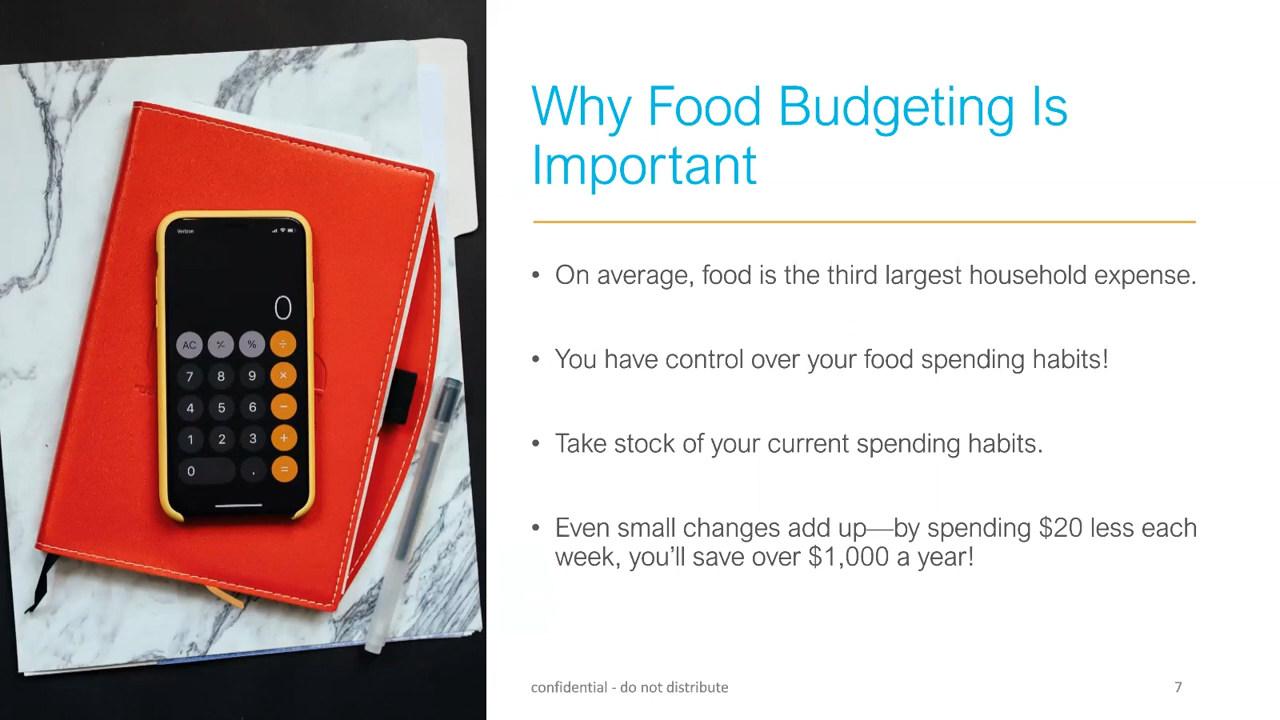 Why Food Budgeting Is
Important
• On average, food is the third largest household expense.
• You have control over your food spending habits!
• Take stock of your current spending habits.
• Even small changes add up—by spending $20 less each
week, you’ll save over $1,000 a year!
confidential - do not distribute
7
Verizon
0
AC ⁺∕₋ % ÷
7 8 9 ×
4 5 6 −
1 2 3 +
0 . =